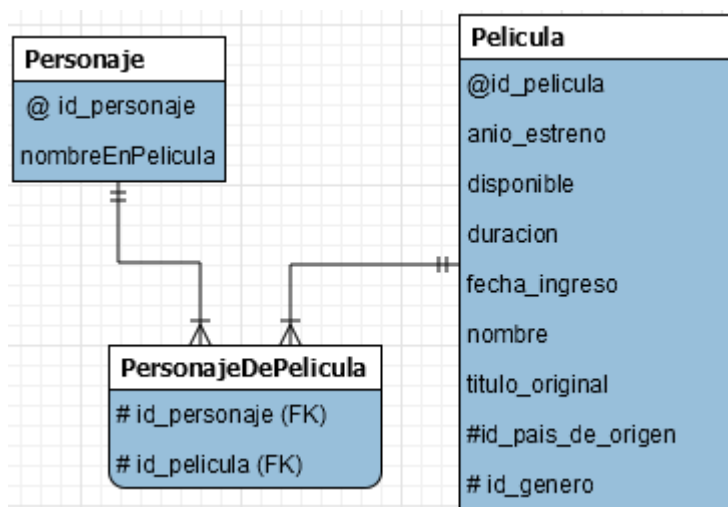 Personaje
@ id_personaje
nombreEnPelicula
Pelicula
@id_pelicula
anio_estreno
disponible
duracion
fecha_ingreso
nombre
titulo_original
#id_pais_de_origen
# id_genero
PersonajeDePelicula
# id_personaje (FK)
# id_pelicula (FK)